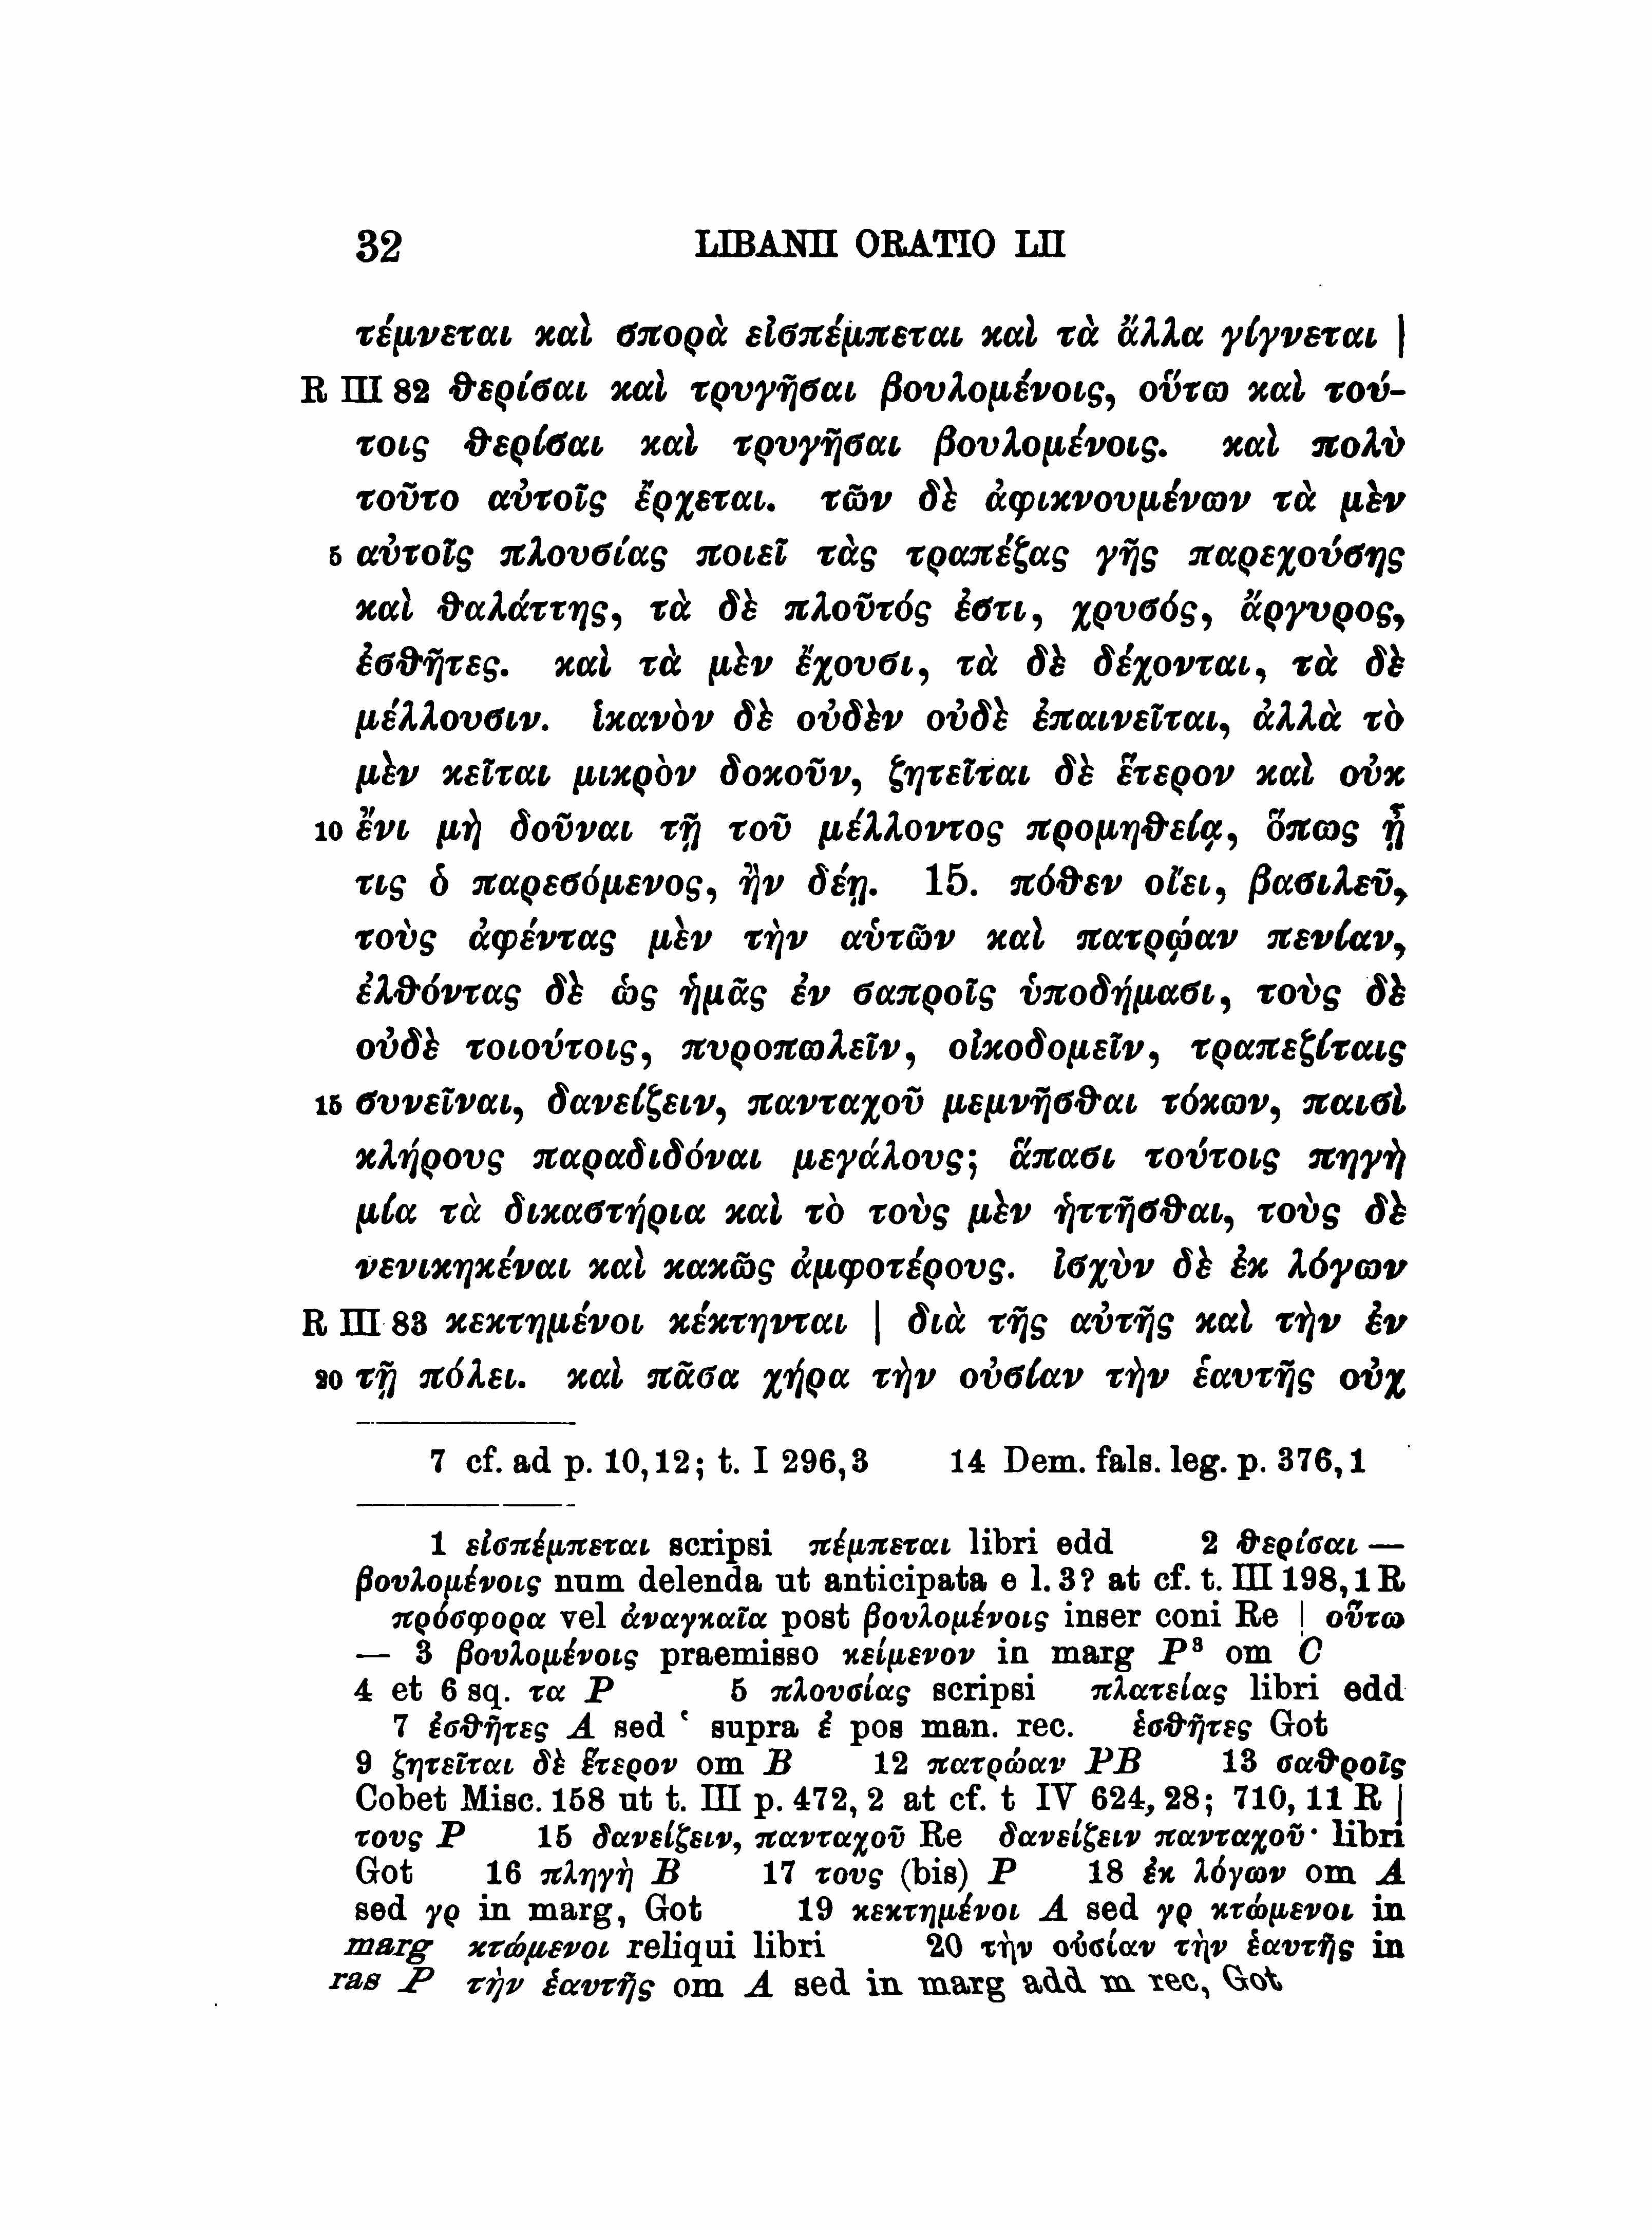 32 LIBANII ORATIO LII
τέμνεται καὶ σπορὰ εἰσπέμπεται καὶ τὰ ἄλλα γίγνεται |
R III 82 θερίσαι καὶ τρυγῆσαι βουλομένοις, οὕτω καὶ τού-
τοις θερίσαι καὶ τρυγῆσαι βουλομένοις. καὶ πολὺ
τοῦτο αὐτοῖς ἔρχεται. τῶν δὲ ἀφικνουμένων τὰ μὲν
5 αὐτοῖς πλουσίας ποιεῖ τὰς τραπέζας γῆς παρεχούσης
καὶ θαλάττης, τὰ δὲ πλοῦτός ἐστι, χρυσός, ἄργυρος,
ἐσθῆτες. καὶ τὰ μὲν ἔχουσι, τὰ δὲ δέχονται, τὰ δὲ
μέλλουσιν. ἱκανὸν δὲ οὐδὲν οὐδὲ ἐπαινεῖται, ἀλλὰ τὸ
μὲν κεῖται μικρὸν δοκοῦν, ζητεῖται δὲ ἕτερον καὶ οὐκ
10 ἔνι μὴ δοῦναι τῇ τοῦ μέλλοντος προμηθείᾳ, ὅπως ᾖ
τις ὁ παρεσόμενος, ἢν δέῃ. 15. πόθεν οἴει, βασιλεῦ,
τοὺς ἀφέντας μὲν τὴν αὑτῶν καὶ πατρῴαν πενίαν,
ἐλθόντας δὲ ὡς ἡμᾶς ἐν σαπροῖς ὑποδήμασι, τοὺς δὲ
οὐδὲ τοιούτοις, πυροπωλεῖν, οἰκοδομεῖν, τραπεζίταις
15 συνεῖναι, δανείζειν, πανταχοῦ μεμνῆσθαι τόκων, παισὶ
κλήρους παραδιδόναι μεγάλους; ἅπασι τούτοις πηγὴ
μία τὰ δικαστήρια καὶ τὸ τοὺς μὲν ἡττῆσθαι, τοὺς δὲ
νενικηκέναι καὶ κακῶς ἀμφοτέρους. ἰσχὺν δὲ ἐκ λόγων
R III 83 κεκτημένοι κέκτηνται | διὰ τῆς αὐτῆς καὶ τὴν ἐν
20 τῇ πόλει. καὶ πᾶσα χήρα τὴν οὐσίαν τὴν ἑαυτῆς οὐχ
7 cf. ad p. 10,12; t. I 296,3 14 Dem. fals. leg. p. 376,1
1 εἰσπέμπεται scripsi πέμπεται libri edd 2 θερίσαι —
βουλομένοις num delenda ut anticipata e l. 3? at cf. t. III 198,1 R
πρόσφορα vel ἀναγκαῖα post βουλομένοις inser coni Re | οὕτω
— 3 βουλομένοις praemisso κείμενον in marg P³ om C
4 et 6 sq. τα P 5 πλουσίας scripsi πλατείας libri edd
7 ἐσθῆτες A sed ῾ supra ἐ pos man. rec. ἑσθῆτες Got
9 ζητεῖται δὲ ἕτερον om B 12 πατρώαν PB 13 σαθροῖς
Cobet Misc. 158 ut t. III p. 472, 2 at cf. t IV 624, 28; 710, 11 R |
τους P 15 δανείζειν, πανταχοῦ Re δανείζειν πανταχοῦ· libri
Got 16 πληγὴ B 17 τους (bis) P 18 ἐκ λόγων om A
sed γρ in marg, Got 19 κεκτημένοι A sed γρ κτώμενοι in
marg κτώμενοι reliqui libri 20 τὴν οὐσίαν τὴν ἑαυτῆς in
ras P τὴν ἑαυτῆς om A sed in marg add m rec, Got